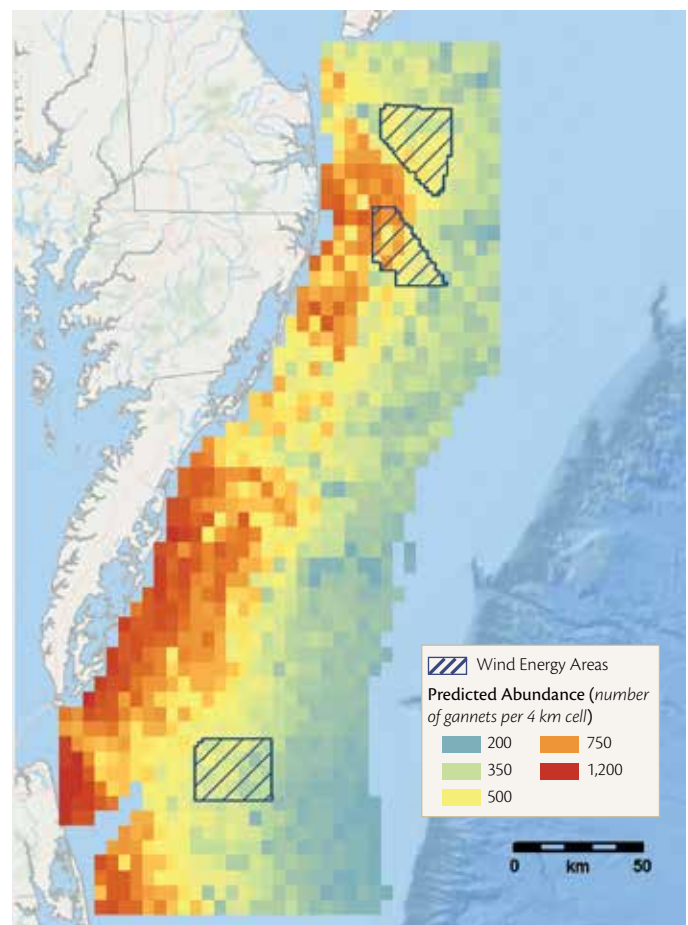 Wind Energy Areas
Predicted Abundance (number
of gannets per 4 km cell)
200
750
350
1,200
500
0
km
50